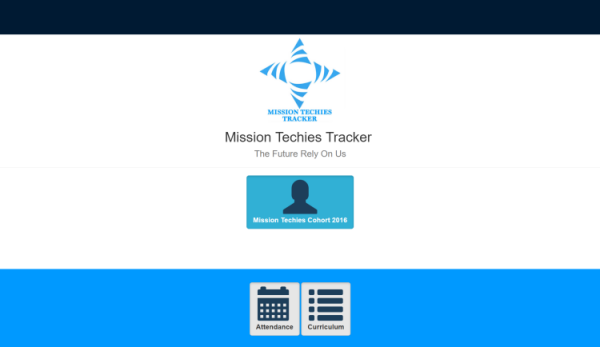 MISSION TECHIES
TRACKER
Mission Techies Tracker
The Future Rely On Us
Mission Techies Cohort 2016
Attendance
Curriculum